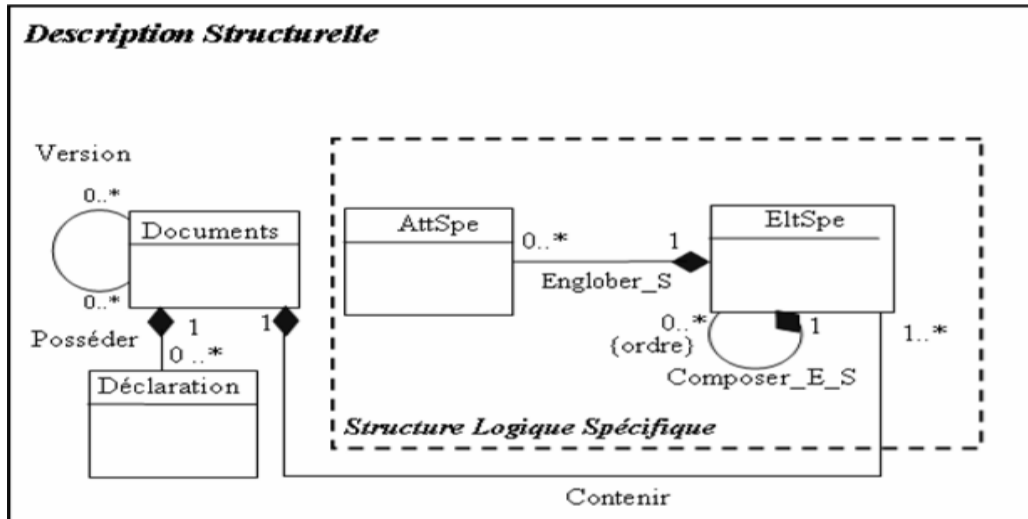 Description Structurelle
Version
0..*
Documents
0..*
Posséder
1
1
0 ..*
Déclaration
AttSpe
0..*
1
EltSpe
Englober_S
0..*
{ordre}
1
1..*
Composer_E_S
Structure Logique Spécifique
Contenir